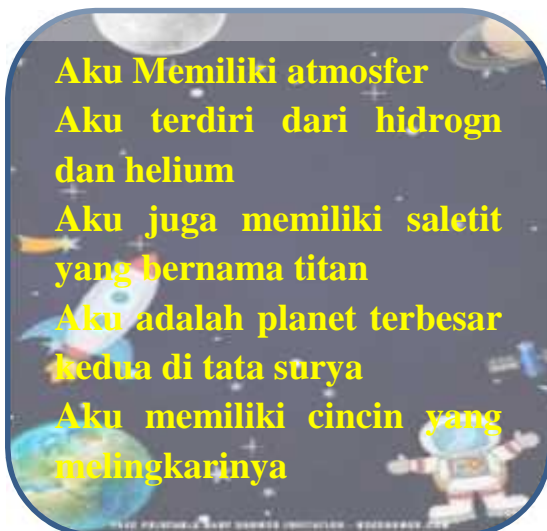 Aku Memiliki atmosfer
Aku terdiri dari hidrogn
dan helium
Aku juga memiliki saletit
yang bernama titan
Aku adalah planet terbesar
kedua di tata surya
Aku memiliki cincin yang
melingkarinya